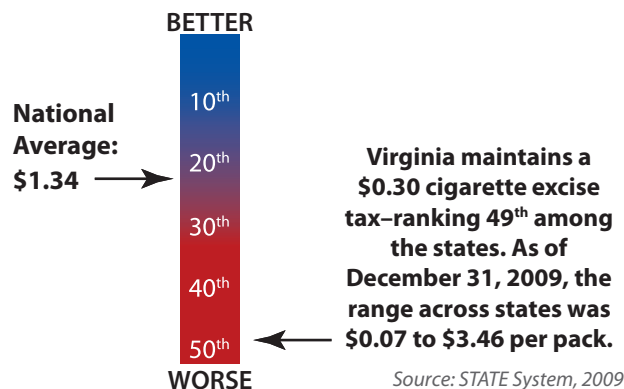 BETTER
10th
National
Average:
$1.34
20th
30th
40th
50th
WORSE
Virginia maintains a
$0.30 cigarette excise
tax–ranking 49th among
the states. As of
December 31, 2009, the
range across states was
$0.07 to $3.46 per pack.
Source: STATE System, 2009